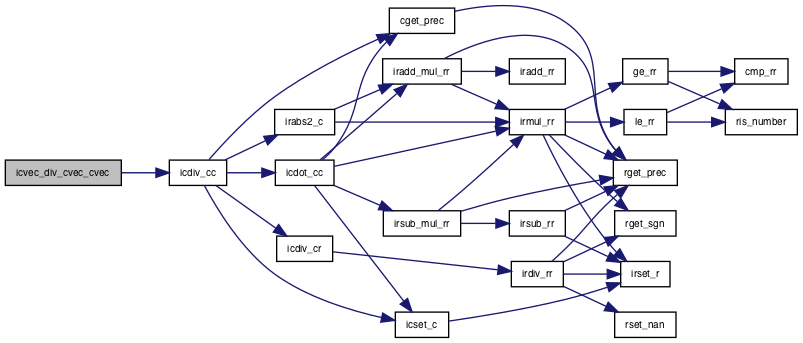 icvec_div_cvec_cvec
icdiv_cc
cget_prec
irabs2_c
icdot_cc
icdiv_cr
iradd_mul_rr
irsub_mul_rr
icset_c
iradd_rr
irmul_rr
irsub_rr
irdiv_rr
ge_rr
le_rr
rget_prec
rget_sgn
irset_r
rset_nan
cmp_rr
ris_number